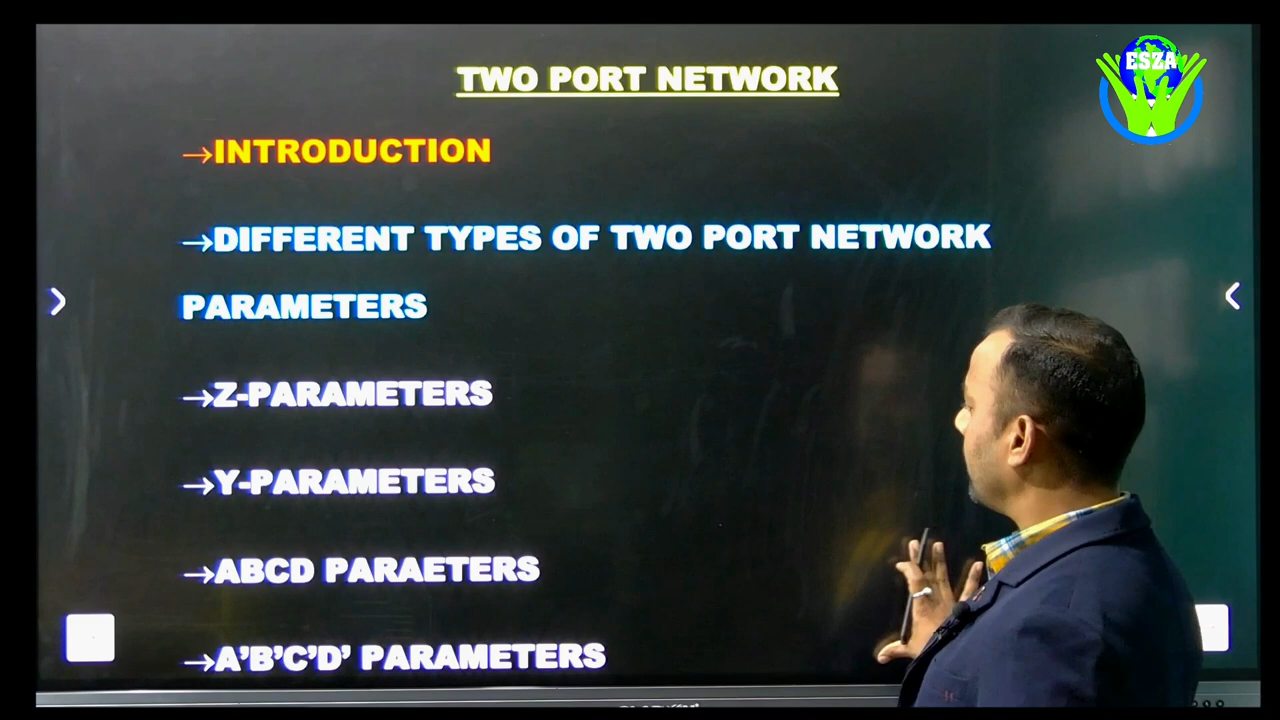 ESZA
TWO PORT NETWORK
→INTRODUCTION
→DIFFERENT TYPES OF TWO PORT NETWORK
PARAMETERS
→Z-PARAMETERS
→Y-PARAMETERS
→ABCD PARAETERS
→A’B’C’D’ PARAMETERS